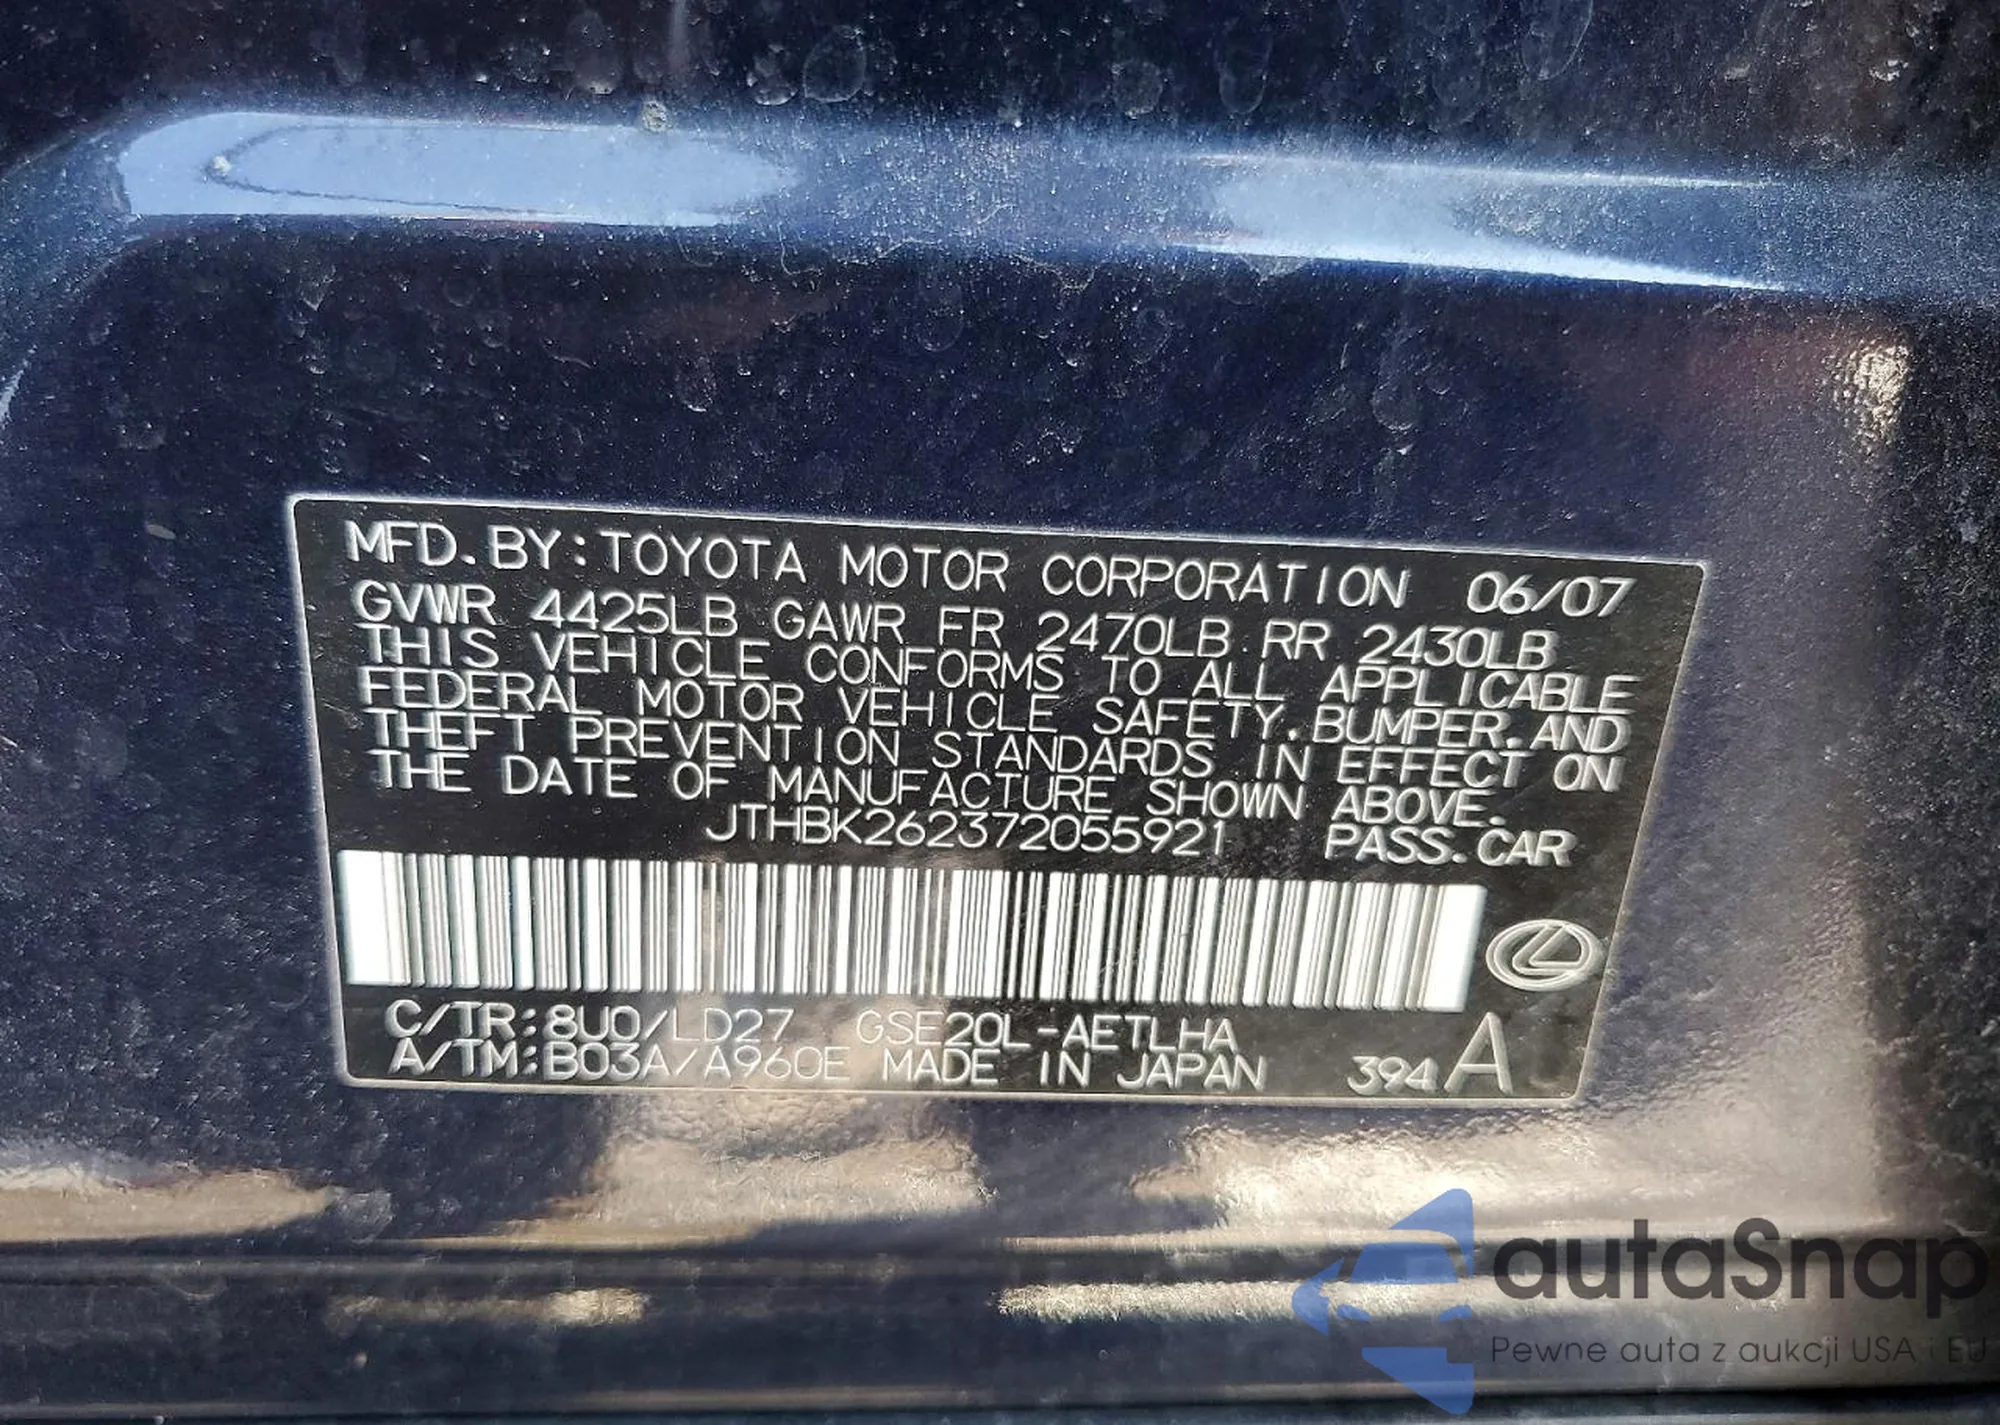 MFD. BY: TOYOTA MOTOR CORPORATION 06/07
GVWR 4425LB GAWR FR 2470LB RR 2430LB
THIS VEHICLE CONFORMS TO ALL APPLICABLE
FEDERAL MOTOR VEHICLE SAFETY, BUMPER, AND
THEFT PREVENTION STANDARDS IN EFFECT ON
THE DATE OF MANUFACTURE SHOWN ABOVE.
JTHBK262372055921 PASS. CAR
C/TR: 8U0/LD27 GSE20L-AETLHA
A/TM: B03A/A960E MADE IN JAPAN 394 A
autaSnap
Pewne auta z aukcji USA i EU